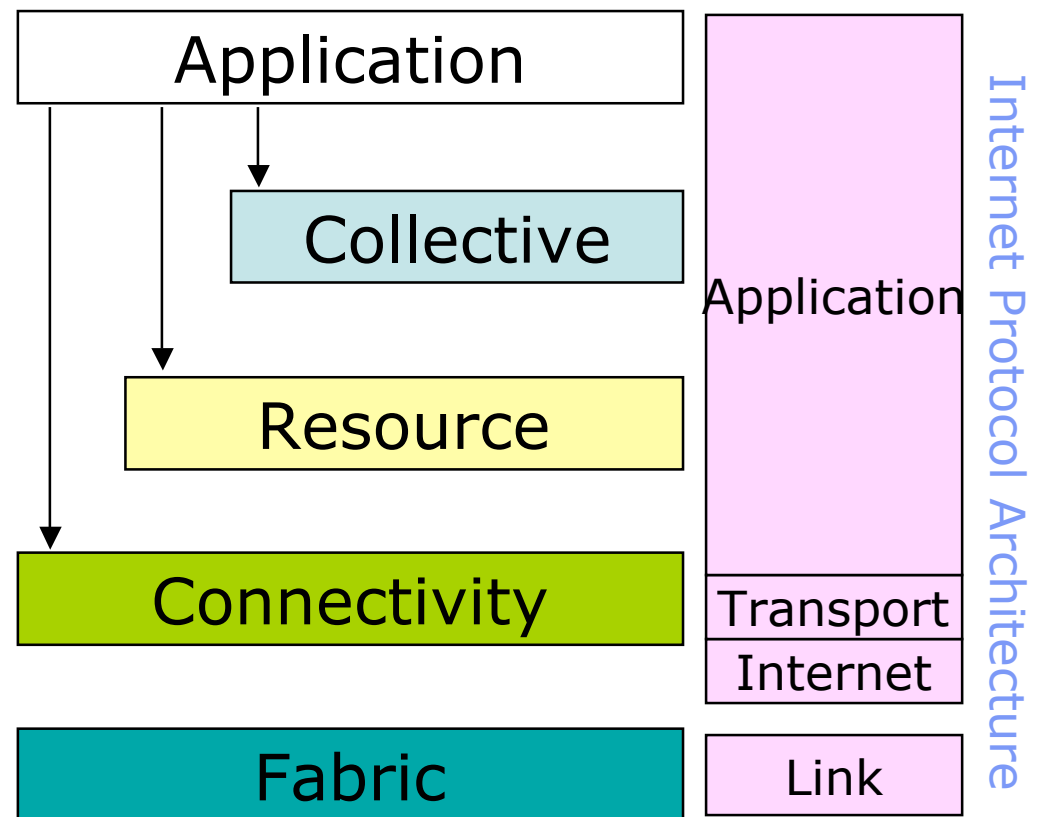 Application
Collective
Resource
Connectivity
Fabric
Application
Transport
Internet
Link
Internet Protocol Architecture